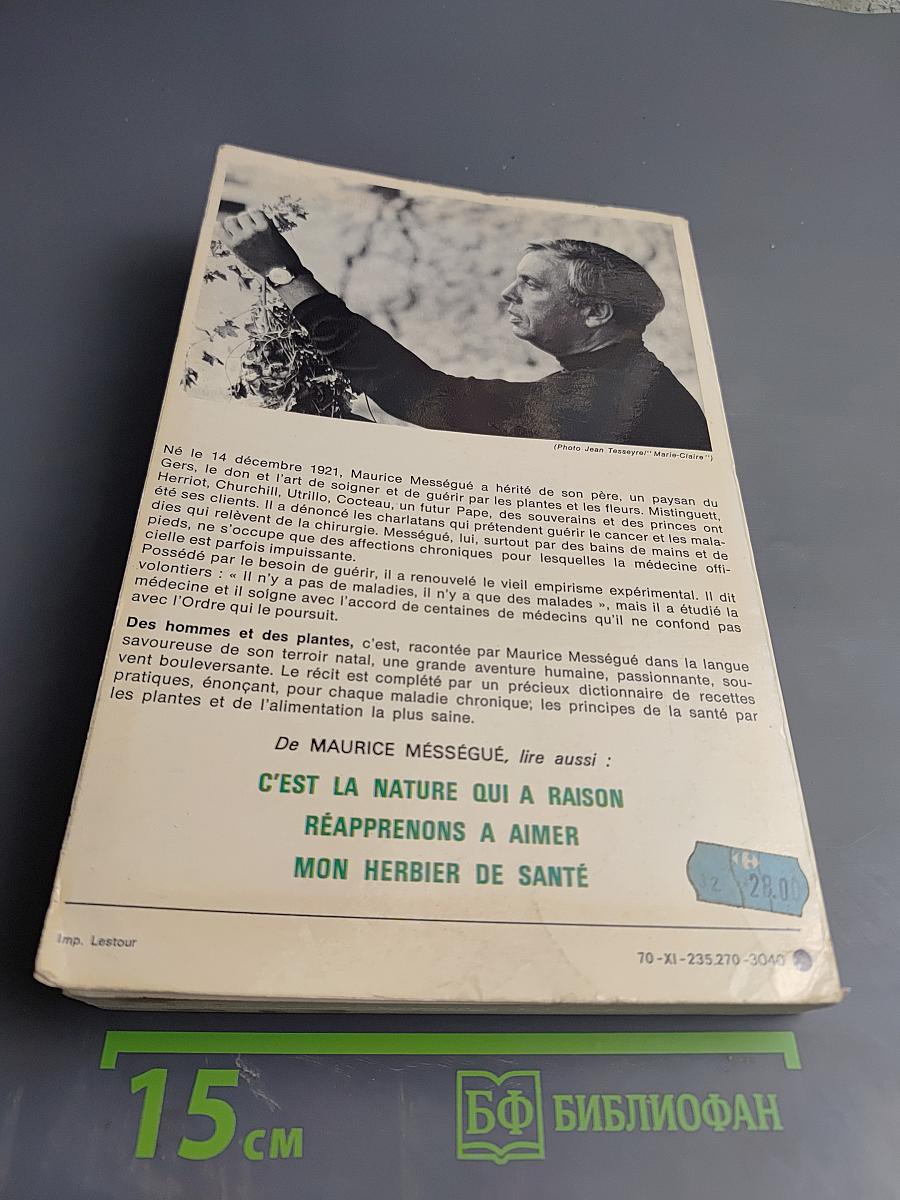 (Photo Jean Tesseyre/"Marie-Claire")
Né le 14 décembre 1921, Maurice Mességué a hérité de son père, un paysan du
Gers, le don et l'art de soigner et de guérir par les plantes et les fleurs. Mistinguett,
Herriot, Churchill, Utrillo, Cocteau, un futur Pape, des souverains et des princes ont
été ses clients. Il a dénoncé les charlatans qui prétendent guérir le cancer et les mala-
dies qui relèvent de la chirurgie. Mességué, lui, surtout par des bains de mains et de
pieds, ne s'occupe que des affections chroniques pour lesquelles la médecine offi-
cielle est parfois impuissante.
Possédé par le besoin de guérir, il a renouvelé le vieil empirisme expérimental. Il dit
volontiers : « Il n'y a pas de maladies, il n'y a que des malades », mais il a étudié la
médecine et il soigne avec l'accord de centaines de médecins qu'il ne confond pas
avec l'Ordre qui le poursuit.
Des hommes et des plantes, c'est, racontée par Maurice Mességué dans la langue
savoureuse de son terroir natal, une grande aventure humaine, passionnante, sou-
vent bouleversante. Le récit est complété par un précieux dictionnaire de recettes
pratiques, énonçant, pour chaque maladie chronique; les principes de la santé par
les plantes et de l'alimentation la plus saine.
De MAURICE MÉSSÉGUÉ, lire aussi :
C'EST LA NATURE QUI A RAISON
RÉAPPRENONS A AIMER
MON HERBIER DE SANTÉ
28.00
Imp. Lestour
70-XI-235,270-3040
15 см
БФ БИБЛИОФАН